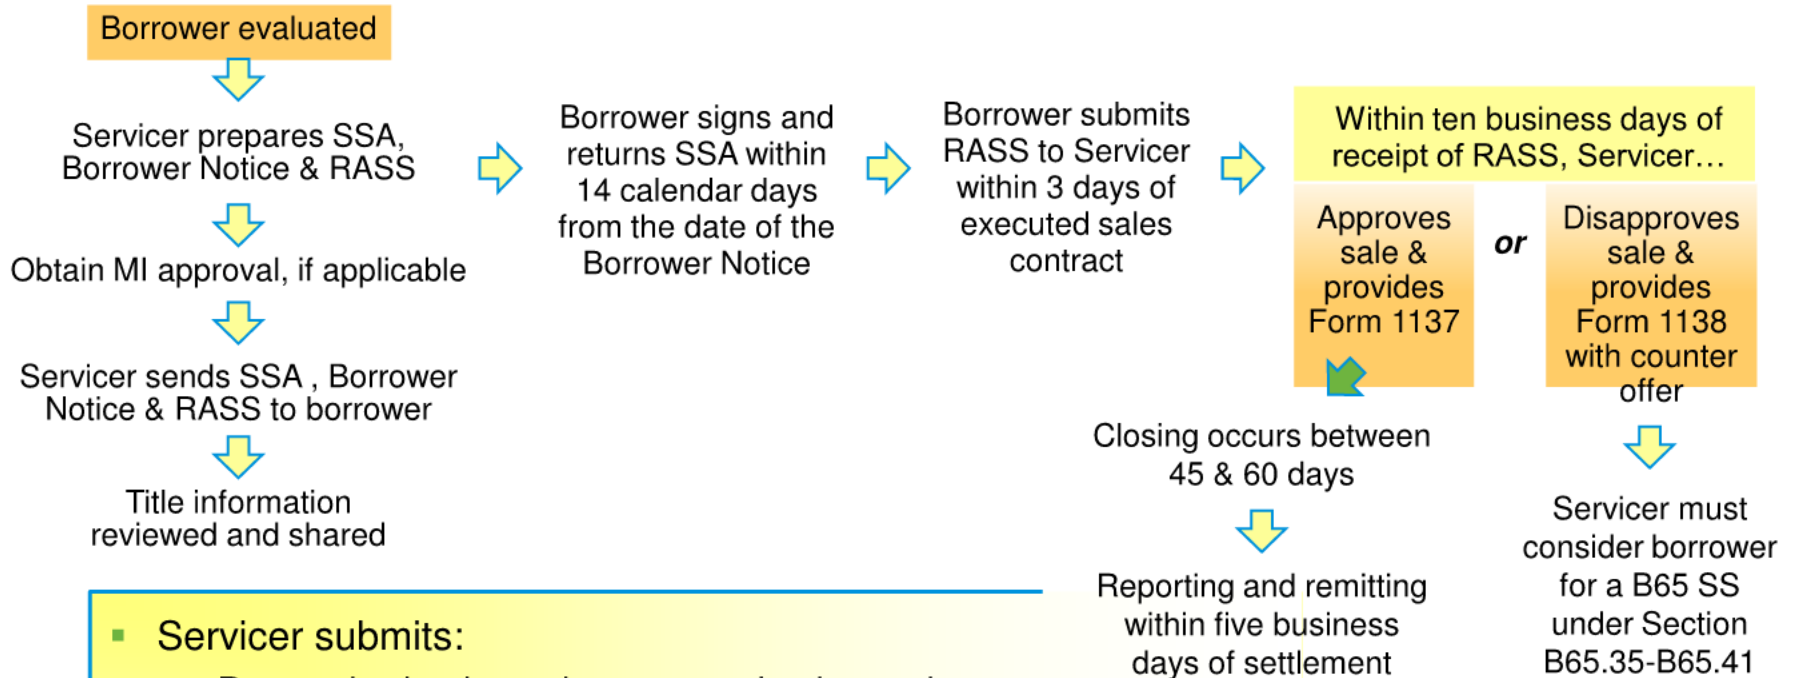 Borrower evaluated
Servicer prepares SSA,
Borrower Notice & RASS
Obtain MI approval, if applicable
Servicer sends SSA , Borrower
Notice & RASS to borrower
Title information
reviewed and shared
Borrower signs and
returns SSA within
14 calendar days
from the date of the
Borrower Notice
Borrower submits
RASS to Servicer
within 3 days of
executed sales
contract
Within ten business days of
receipt of RASS, Servicer...
Approves
sale &
provides
Form 1137
or
Disapproves
sale &
provides
Form 1138
with counter
offer
Closing occurs between
45 & 60 days
Reporting and remitting
within five business
days of settlement
Servicer must
consider borrower
for a B65 SS
under Section
B65.35-B65.41
▪ Servicer submits: